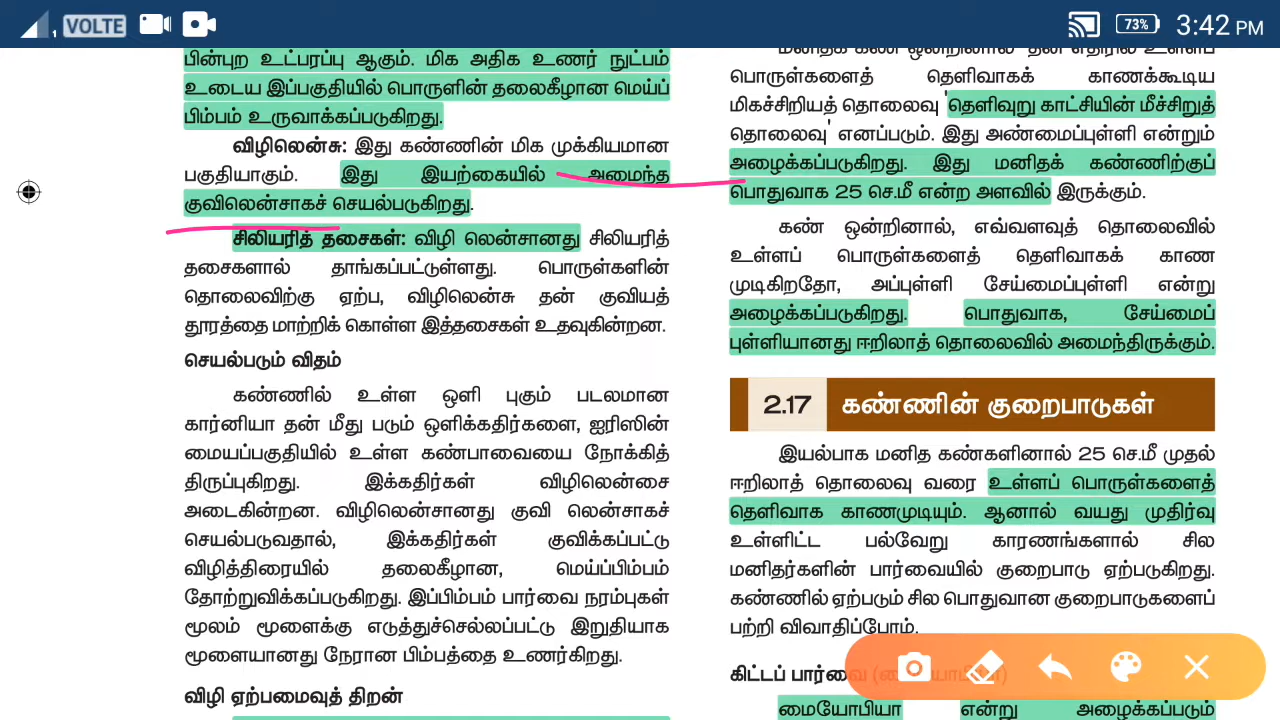 VOLTE
73%
3:42 PM
பின்புற உட்பரப்பு ஆகும். மிக அதிக உணர் நுட்பம்
உடைய இப்பகுதியில் பொருளின் தலைகீழான மெய்ப்
பிம்பம் உருவாக்கப்படுகிறது.
விழிலென்சு: இது கண்ணின் மிக முக்கியமான
பகுதியாகும். இது இயற்கையில் அமைந்த
குவிலென்சாகச் செயல்படுகிறது.
சிலியரித் தசைகள்: விழி லென்சானது சிலியரித்
தசைகளால் தாங்கப்பட்டுள்ளது. பொருள்களின்
தொலைவிற்கு ஏற்ப, விழிலென்சு தன் குவியத்
தூரத்தை மாற்றிக் கொள்ள இத்தசைகள் உதவுகின்றன.
செயல்படும் விதம்
கண்ணில் உள்ள ஒளி புகும் படலமான
கார்னியா தன் மீது படும் ஒளிக்கதிர்களை, ஐரிஸின்
மையப்பகுதியில் உள்ள கண்பாவையை நோக்கித்
திருப்புகிறது. இக்கதிர்கள் விழிலென்சை
அடைகின்றன. விழிலென்சானது குவி லென்சாகச்
செயல்படுவதால், இக்கதிர்கள் குவிக்கப்பட்டு
விழித்திரையில் தலைகீழான, மெய்ப்பிம்பம்
தோற்றுவிக்கப்படுகிறது. இப்பிம்பம் பார்வை நரம்புகள்
மூலம் மூளைக்கு எடுத்துச்செல்லப்பட்டு இறுதியாக
மூளையானது நேரான பிம்பத்தை உணர்கிறது.
விழி ஏற்பமைவுத் திறன்
மனிதக் கண் ஒன்றினால் தன் எதிரில் உள்ளப்
பொருள்களைத் தெளிவாகக் காணக்கூடிய
மிகச்சிறியத் தொலைவு 'தெளிவுறு காட்சியின் மீச்சிறுத்
தொலைவு' எனப்படும். இது அண்மைப்புள்ளி என்றும்
அழைக்கப்படுகிறது. இது மனிதக் கண்ணிற்குப்
பொதுவாக 25 செ.மீ என்ற அளவில் இருக்கும்.
கண் ஒன்றினால், எவ்வளவுத் தொலைவில்
உள்ளப் பொருள்களைத் தெளிவாகக் காண
முடிகிறதோ, அப்புள்ளி சேய்மைப்புள்ளி என்று
அழைக்கப்படுகிறது. பொதுவாக, சேய்மைப்
புள்ளியானது ஈறிலாத் தொலைவில் அமைந்திருக்கும்.
2.17 கண்ணின் குறைபாடுகள்
இயல்பாக மனித கண்களினால் 25 செ.மீ முதல்
ஈறிலாத் தொலைவு வரை உள்ளப் பொருள்களைத்
தெளிவாக காணமுடியும். ஆனால் வயது முதிர்வு
உள்ளிட்ட பல்வேறு காரணங்களால் சில
மனிதர்களின் பார்வையில் குறைபாடு ஏற்படுகிறது.
கண்ணில் ஏற்படும் சில பொதுவான குறைபாடுகளைப்
பற்றி விவாதிப்போம்.
கிட்டப் பார்வை
மையோபியா என்று அழைக்கப்படும்